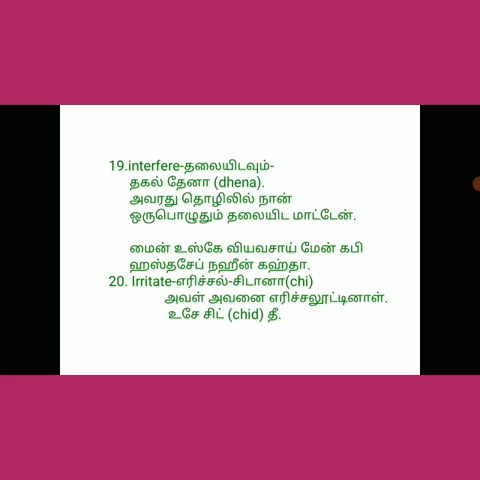 19.interfere-தலையிடவும்-
தகல் தேனா (dhena).
அவரது தொழிலில் நான்
ஒருபொழுதும் தலையிட மாட்டேன்.
மைன் உஸ்கே வியவசாய் மேன் கபி
ஹஸ்தசேப் நஹீன் கஹ்தா.
20. Irritate-எரிச்சல்-சிடானா(chi)
அவள் அவனை எரிச்சலூட்டினாள்.
உசே சிட் (chid) தீ.